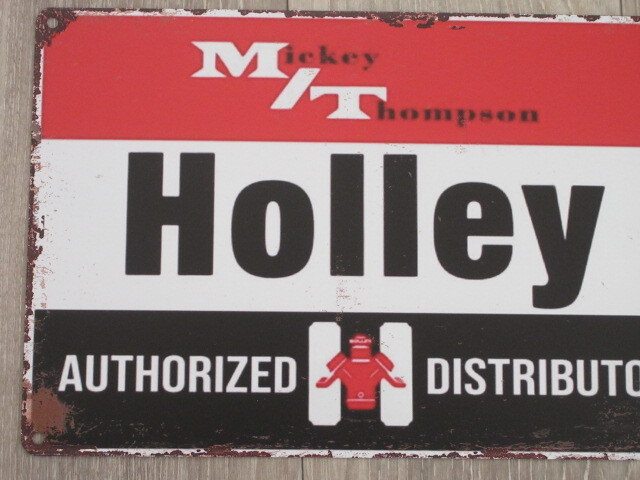 Mickey
M/T
Thompson
Holley
AUTHORIZED DISTRIBUTO